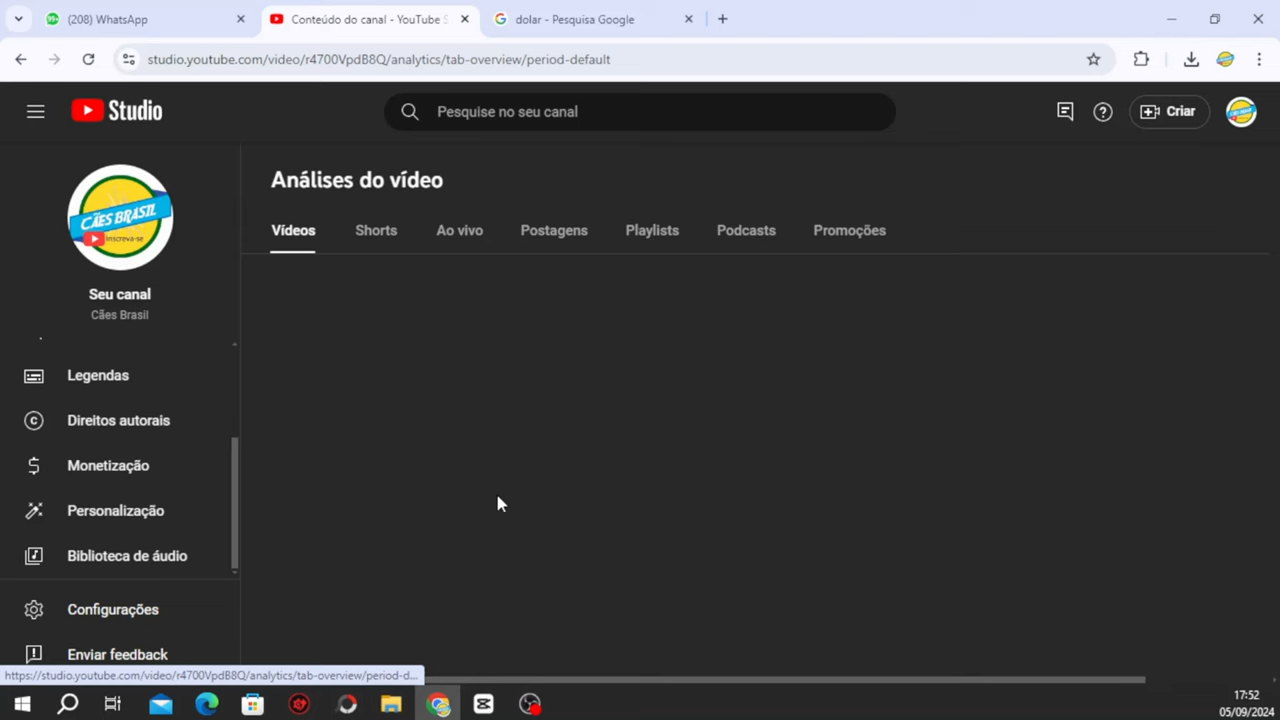 (208) WhatsApp
Conteúdo do canal - YouTube S
dolar - Pesquisa Google
studio.youtube.com/video/r4700VpdB8Q/analytics/tab-overview/period-default
Studio
Pesquise no seu canal
Criar
CÃES BRASIL
Inscreva-se
Seu canal
Cães Brasil
Análises do vídeo
Vídeos
Shorts
Ao vivo
Postagens
Playlists
Podcasts
Promoções
Legendas
Direitos autorais
Monetização
Personalização
Biblioteca de áudio
Configurações
Enviar feedback
https://studio.youtube.com/video/r4700VpdB8Q/analytics/tab-overview/period-d...
17:52
05/09/2024